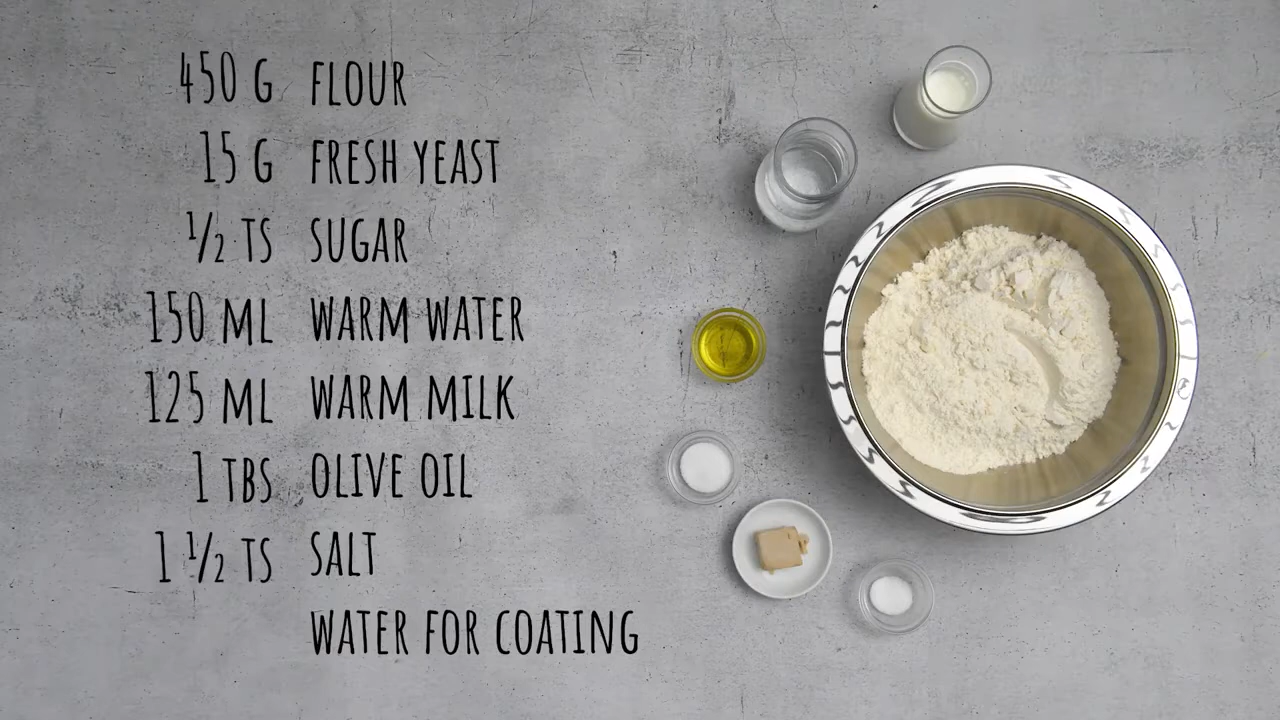 450 G FLOUR
15 G FRESH YEAST
½ TS SUGAR
150 ML WARM WATER
125 ML WARM MILK
1 TBS OLIVE OIL
1 ½ TS SALT
WATER FOR COATING